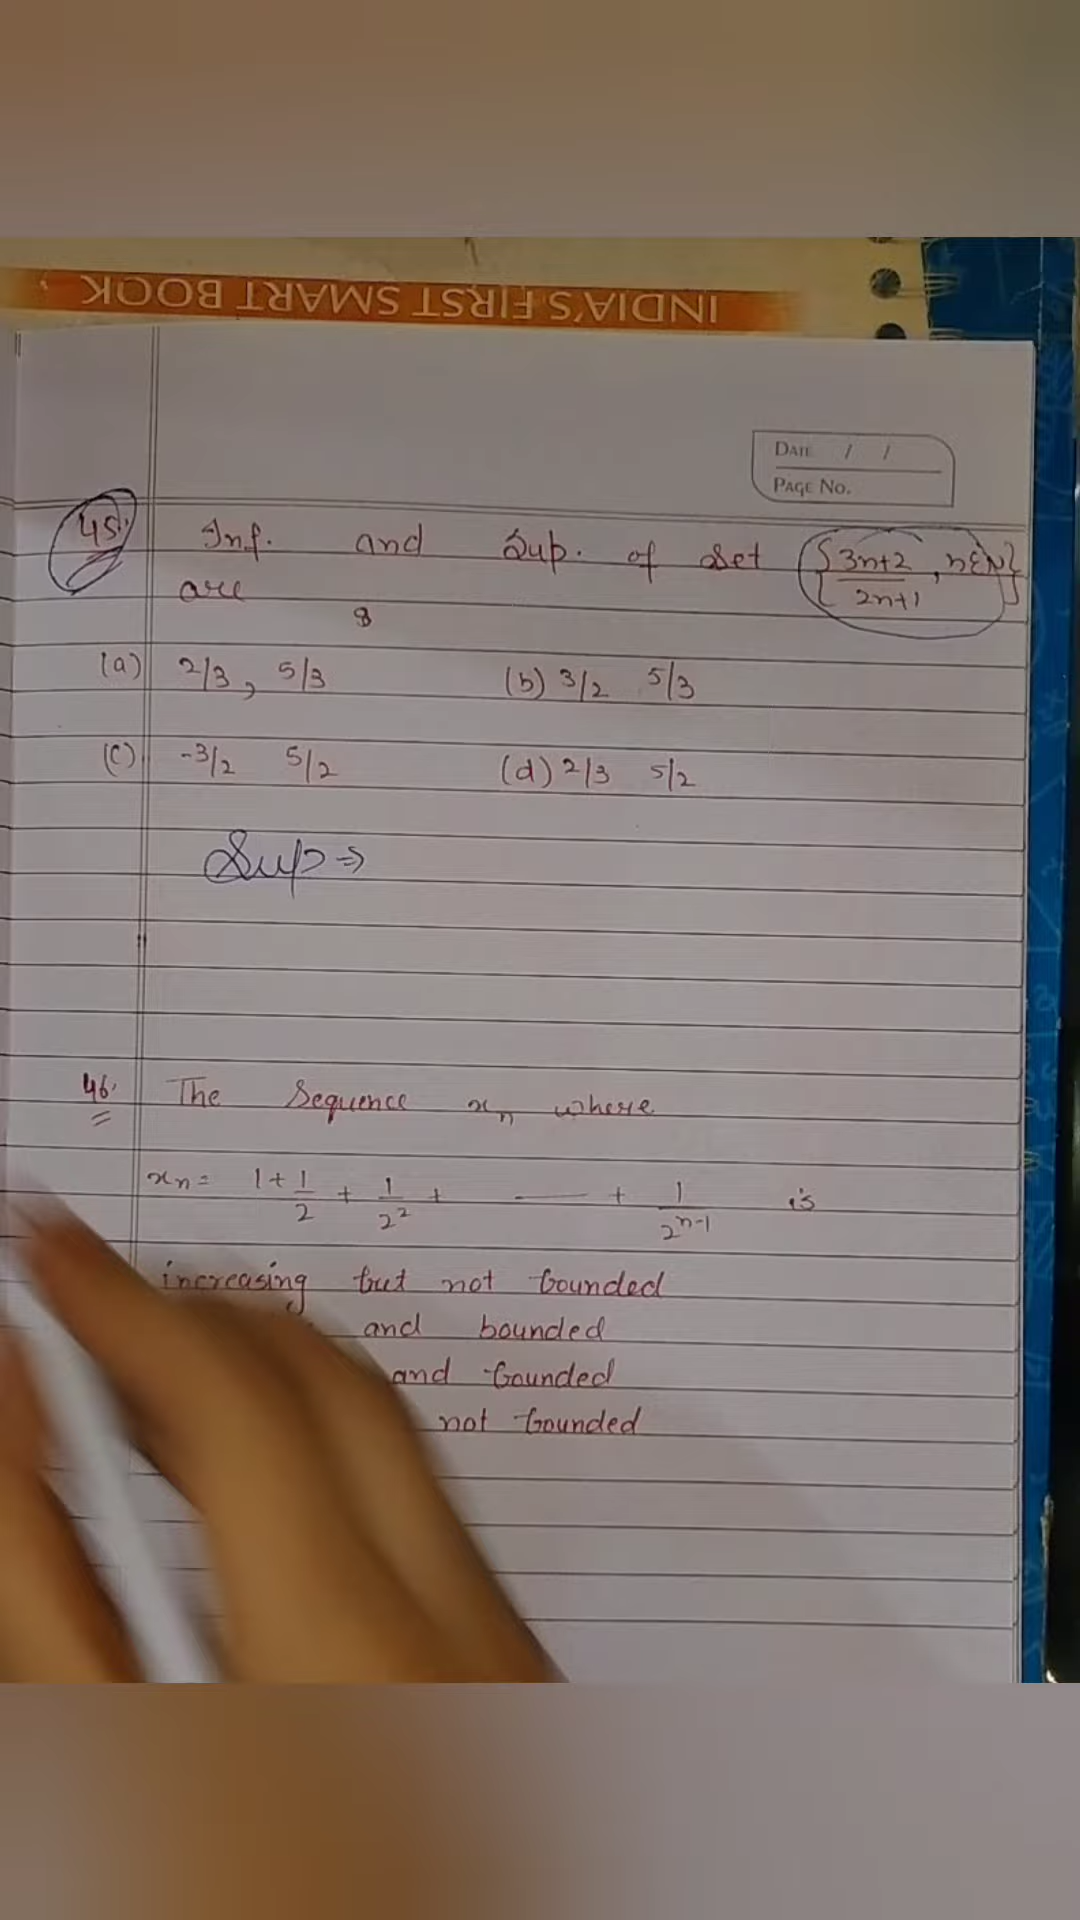 INDIA'S FIRST SMART BOOK
DATE / /
PAGE NO.
45. Inf. and Sup. of set {3n+2/2n+1, n∈N}
are
(a) 2/3, 5/3 (b) 3/2 5/3
(c) -3/2 5/2 (d) 2/3 5/2
Sup ⇒
46. The Sequence xₙ where
xₙ = 1 + 1/2 + 1/2² + ---- + 1/2ⁿ⁻¹ is
increasing but not bounded
and bounded
and bounded
not bounded